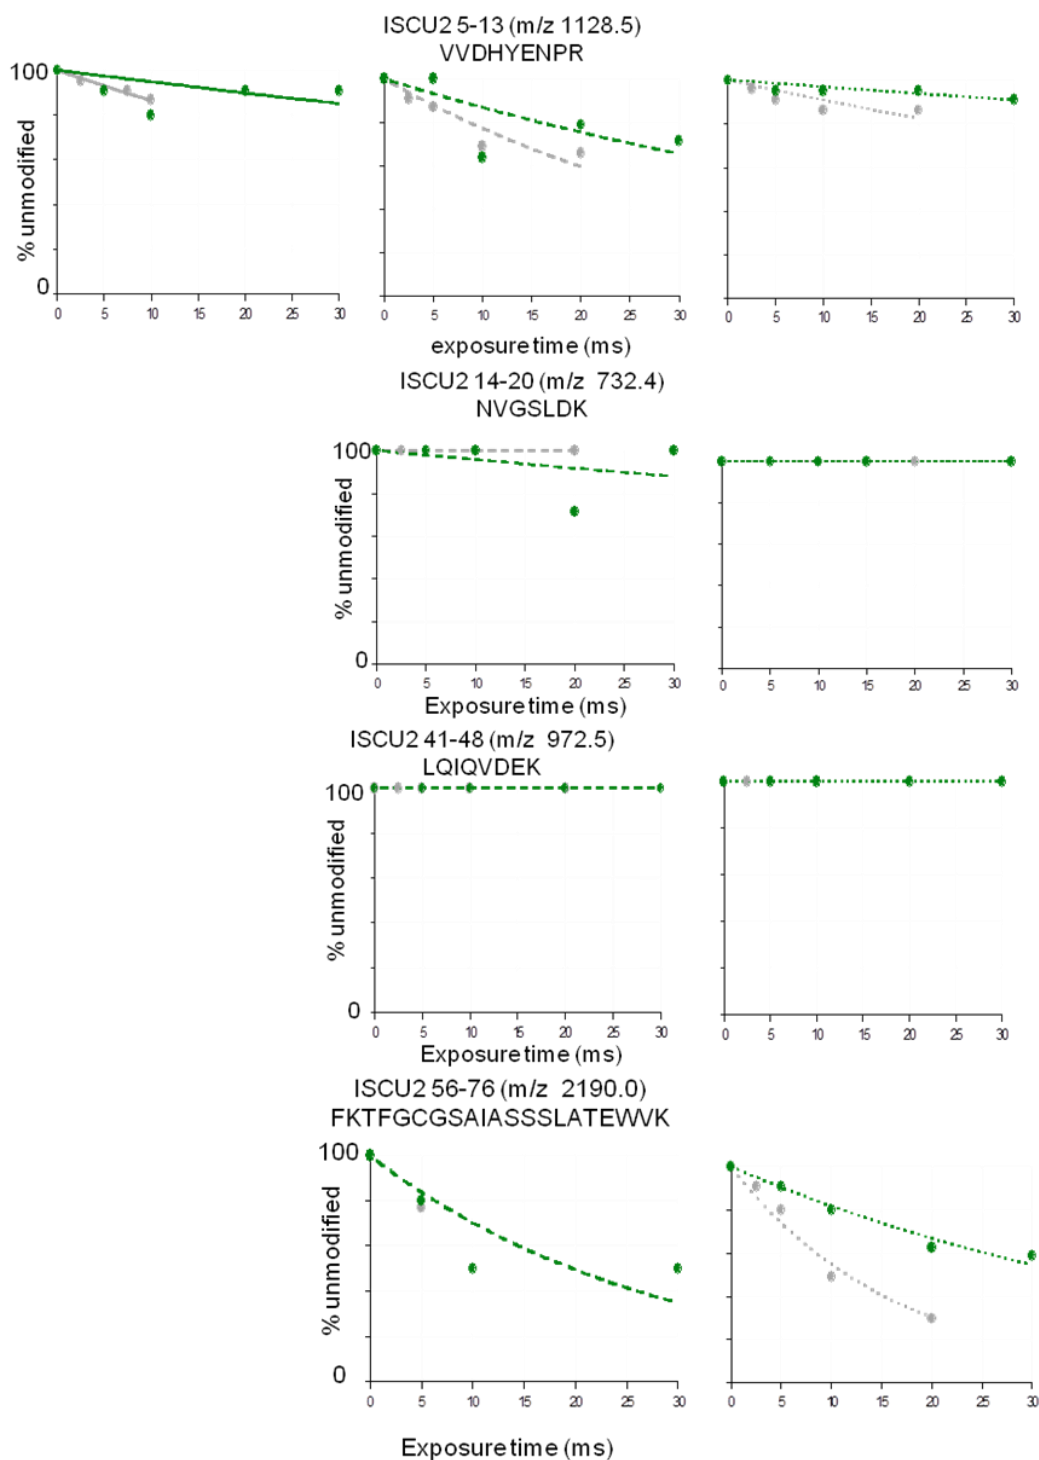 ISCU2 5-13 (m/z 1128.5)
VVDHYENPR
100
% unmodified
0
0 5 10 15 20 25 30
0 5 10 15 20 25 30
0 5 10 15 20 25 30
exposure time (ms)
ISCU2 14-20 (m/z 732.4)
NVGSLDK
100
% unmodified
0
0 5 10 15 20 25 30
0 5 10 15 20 25 30
Exposure time (ms)
ISCU2 41-48 (m/z 972.5)
LQIQVDEK
100
% unmodified
0
0 5 10 15 20 25 30
0 5 10 15 20 25 30
Exposure time (ms)
ISCU2 56-76 (m/z 2190.0)
FKTFGCGSAIASSSLATEWVK
100
% unmodified
0
0 5 10 15 20 25 30
0 5 10 15 20 25 30
Exposure time (ms)